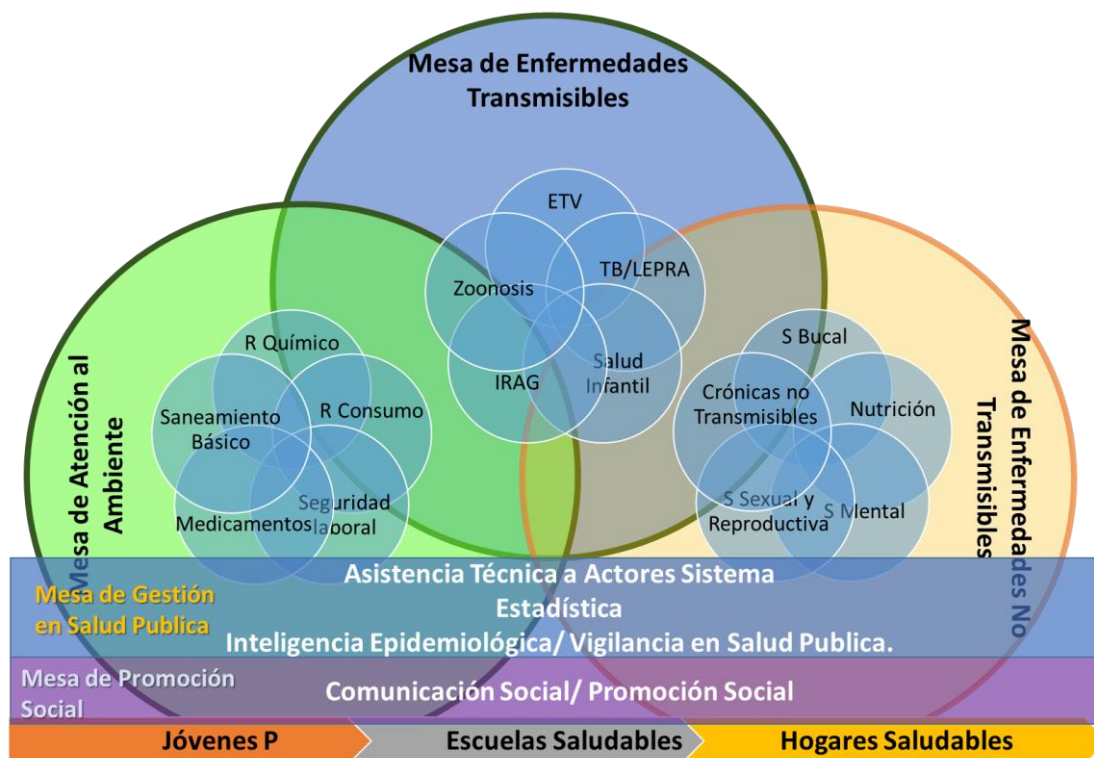 Mesa de Enfermedades
Transmisibles
ETV
Zoonosis
TB/LEPRA
IRAG
Salud
Infantil
Mesa de Atención al
Ambiente
R Químico
Saneamiento
Básico
R Consumo
Medicamentos
Seguridad
laboral
S Bucal
Crónicas no
Transmisibles
Nutrición
S Sexual y
Reproductiva
S Mental
Mesa de Enfermedades No
Transmisibles
Mesa de Gestión
en Salud Publica
Asistencia Técnica a Actores Sistema
Estadística
Inteligencia Epidemiológica/ Vigilancia en Salud Publica.
Mesa de Promoción
Social
Comunicación Social/ Promoción Social
Jóvenes P
Escuelas Saludables
Hogares Saludables